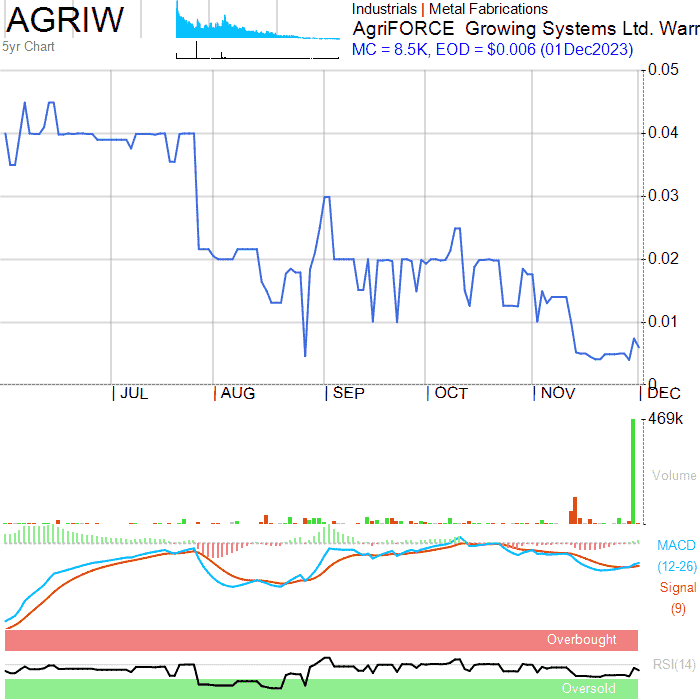 AGRIW
5yr Chart
Industrials | Metal Fabrications
AgriFORCE Growing Systems Ltd. Warr
MC = 8.5K, EOD = $0.006 (01Dec2023)
0.05
0.04
0.03
0.02
0.01
0
JUL AUG SEP OCT NOV DEC
469k
Volume
MACD
(12-26)
Signal
(9)
Overbought
RSI(14)
Oversold